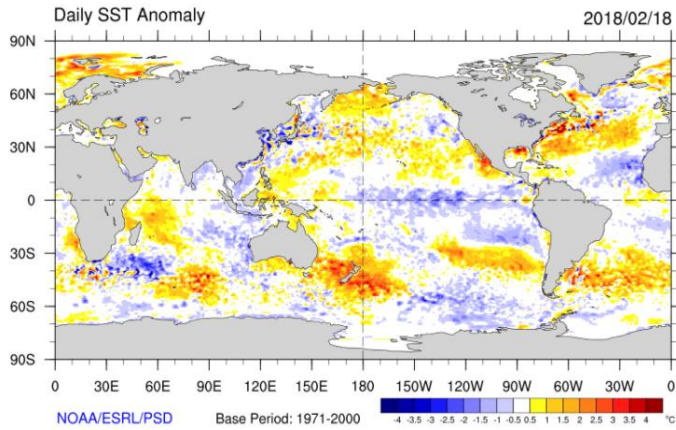 Daily SST Anomaly 2018/02/18
90N
60N
30N
0
30S
60S
90S
0 30E 60E 90E 120E 150E 180 150W 120W 90W 60W 30W 0
NOAA/ESRL/PSD Base Period: 1971-2000
-4 -3.5 -3 -2.5 -2 -1.5 -1 -0.5 0.5 1 1.5 2 2.5 3 3.5 4 °C